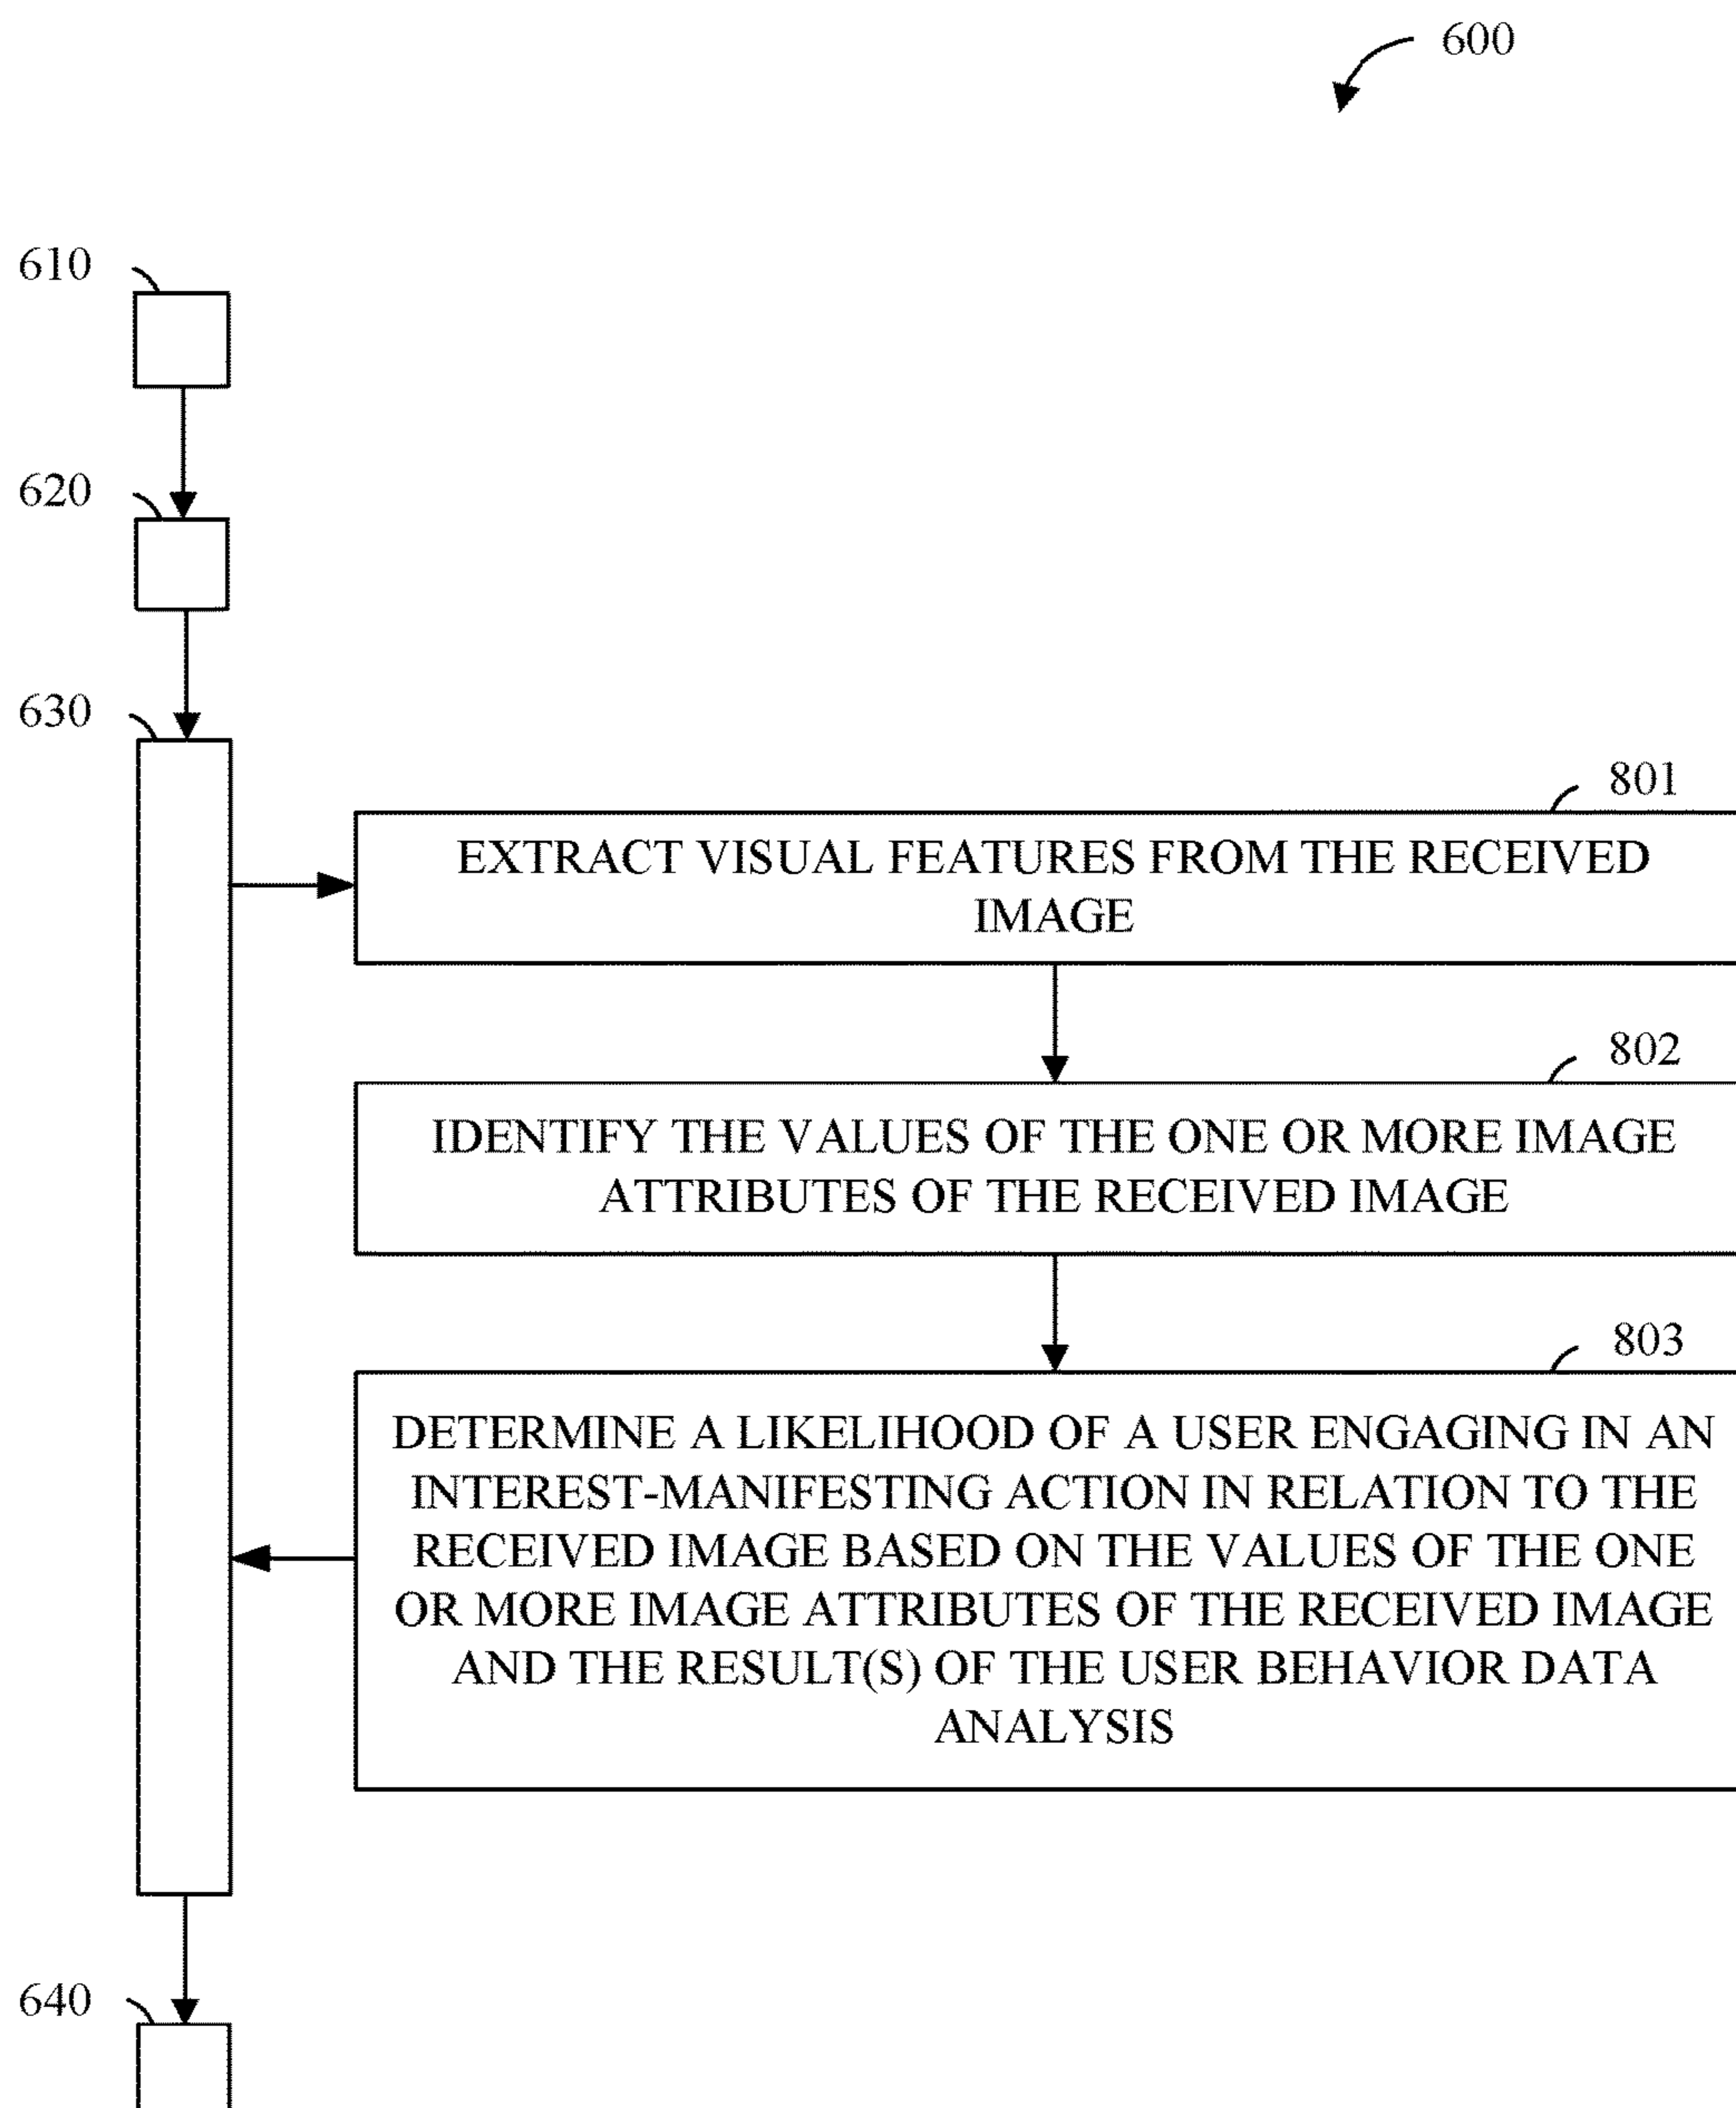 600
610
620
630
801
EXTRACT VISUAL FEATURES FROM THE RECEIVED
IMAGE
802
IDENTIFY THE VALUES OF THE ONE OR MORE IMAGE
ATTRIBUTES OF THE RECEIVED IMAGE
803
DETERMINE A LIKELIHOOD OF A USER ENGAGING IN AN
INTEREST-MANIFESTING ACTION IN RELATION TO THE
RECEIVED IMAGE BASED ON THE VALUES OF THE ONE
OR MORE IMAGE ATTRIBUTES OF THE RECEIVED IMAGE
AND THE RESULT(S) OF THE USER BEHAVIOR DATA
ANALYSIS
640